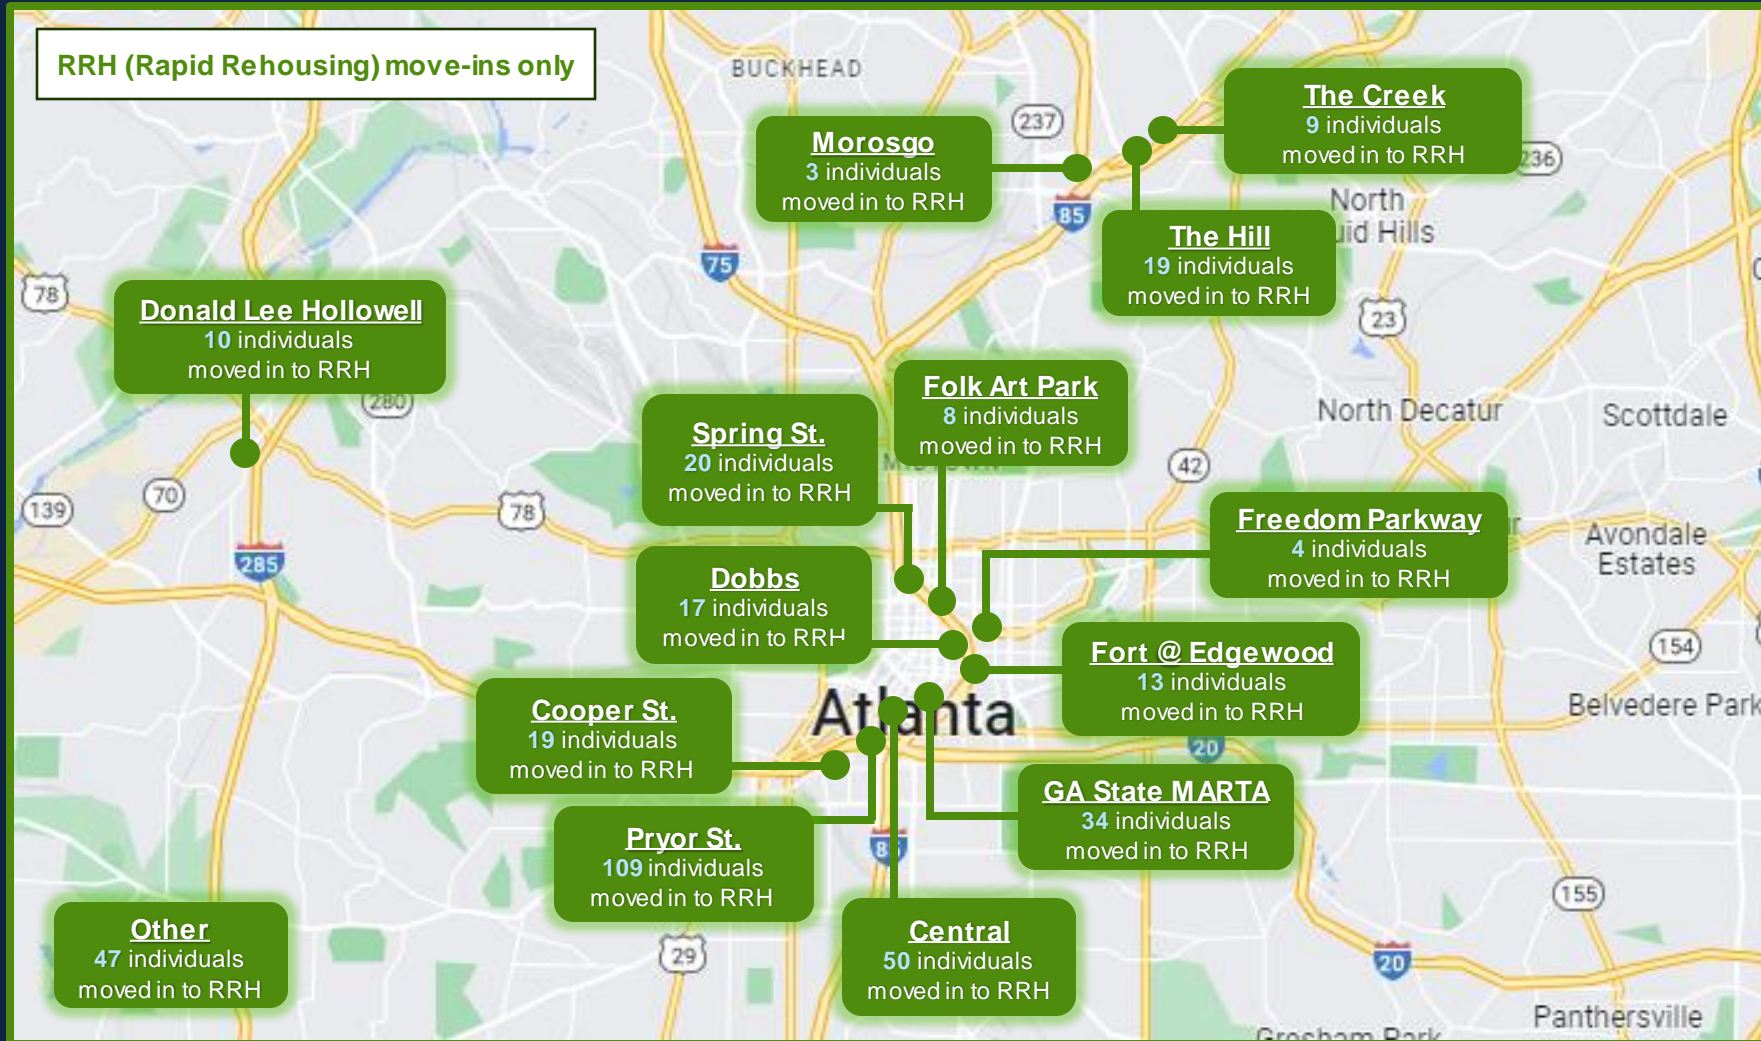 RRH (Rapid Rehousing) move-ins only
BUCKHEAD
237
The Creek
9 individuals
moved in to RRH
236
Morosgo
3 individuals
moved in to RRH
85
North
uid Hills
The Hill
19 individuals
moved in to RRH
75
78
23
Donald Lee Hollowell
10 individuals
moved in to RRH
280
Folk Art Park
8 individuals
moved in to RRH
North Decatur
Scottdale
Spring St.
20 individuals
moved in to RRH
42
139
70
78
Freedom Parkway
4 individuals
moved in to RRH
Avondale
Estates
285
Dobbs
17 individuals
moved in to RRH
Fort @ Edgewood
13 individuals
moved in to RRH
154
Belvedere Park
Atlanta
Cooper St.
19 individuals
moved in to RRH
20
GA State MARTA
34 individuals
moved in to RRH
Pryor St.
109 individuals
moved in to RRH
155
Other
47 individuals
moved in to RRH
29
Central
50 individuals
moved in to RRH
20
Panthersville
Gresham Park